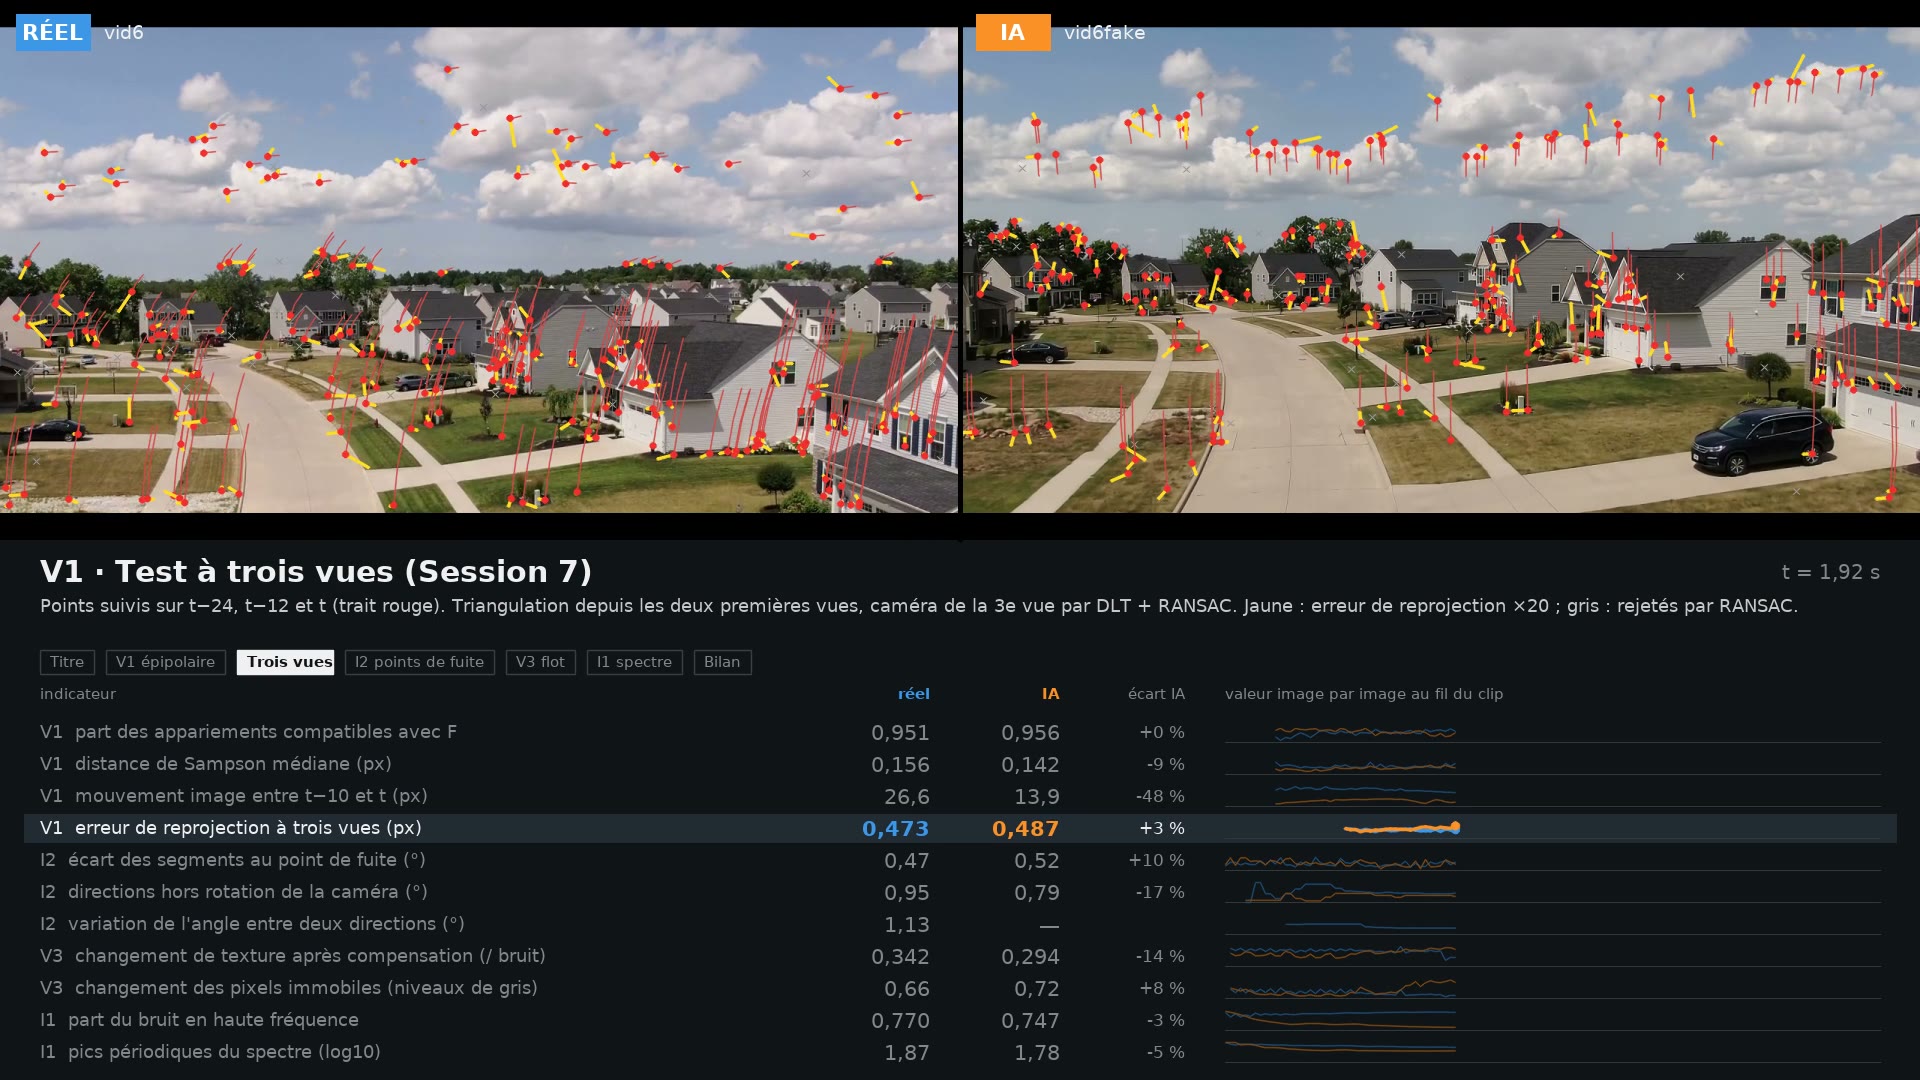 RÉEL vid6
IA vid6fake
V1 · Test à trois vues (Session 7)
t = 1,92 s
Points suivis sur t−24, t−12 et t (trait rouge). Triangulation depuis les deux premières vues, caméra de la 3e vue par DLT + RANSAC. Jaune : erreur de reprojection ×20 ; gris : rejetés par RANSAC.
Titre V1 épipolaire Trois vues I2 points de fuite V3 flot I1 spectre Bilan
indicateur réel IA écart IA valeur image par image au fil du clip
V1 part des appariements compatibles avec F 0,951 0,956 +0 %
V1 distance de Sampson médiane (px) 0,156 0,142 -9 %
V1 mouvement image entre t−10 et t (px) 26,6 13,9 -48 %
V1 erreur de reprojection à trois vues (px) 0,473 0,487 +3 %
I2 écart des segments au point de fuite (°) 0,47 0,52 +10 %
I2 directions hors rotation de la caméra (°) 0,95 0,79 -17 %
I2 variation de l'angle entre deux directions (°) 1,13 —
V3 changement de texture après compensation (/ bruit) 0,342 0,294 -14 %
V3 changement des pixels immobiles (niveaux de gris) 0,66 0,72 +8 %
I1 part du bruit en haute fréquence 0,770 0,747 -3 %
I1 pics périodiques du spectre (log10) 1,87 1,78 -5 %